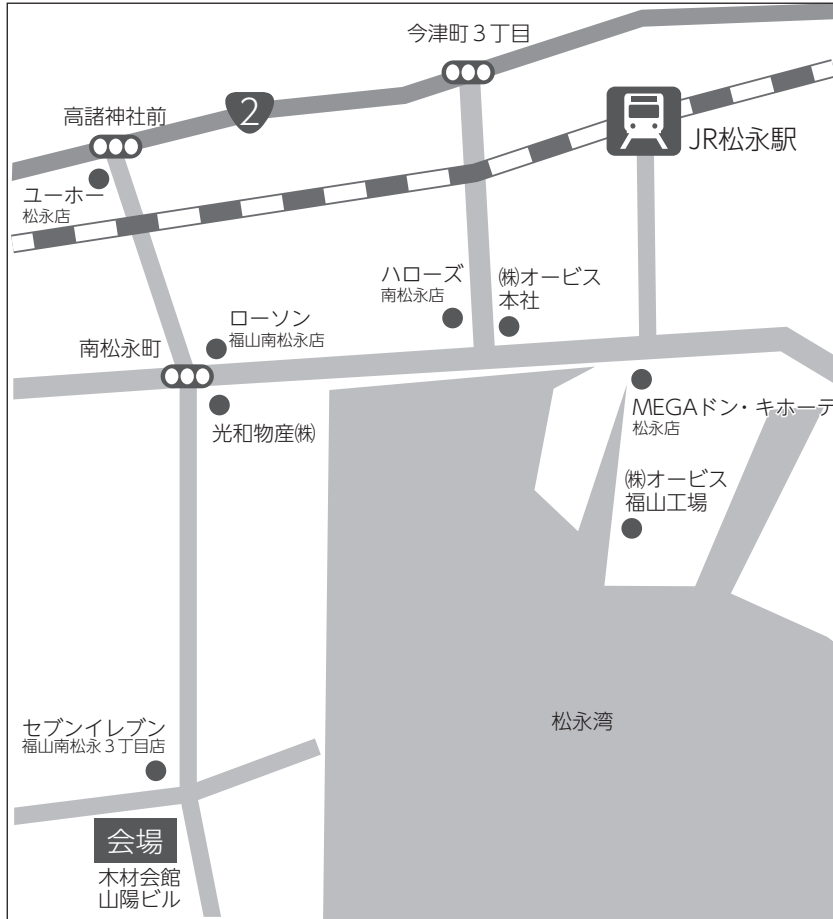 今津町３丁目
2
高諸神社前
JR松永駅
ユーホー
松永店
ハローズ
南松永店
㈱オービス
本社
ローソン
福山南松永店
南松永町
MEGAドン・キホーテ
松永店
光和物産㈱
㈱オービス
福山工場
松永湾
セブンイレブン
福山南松永３丁目店
会場
木材会館
山陽ビル